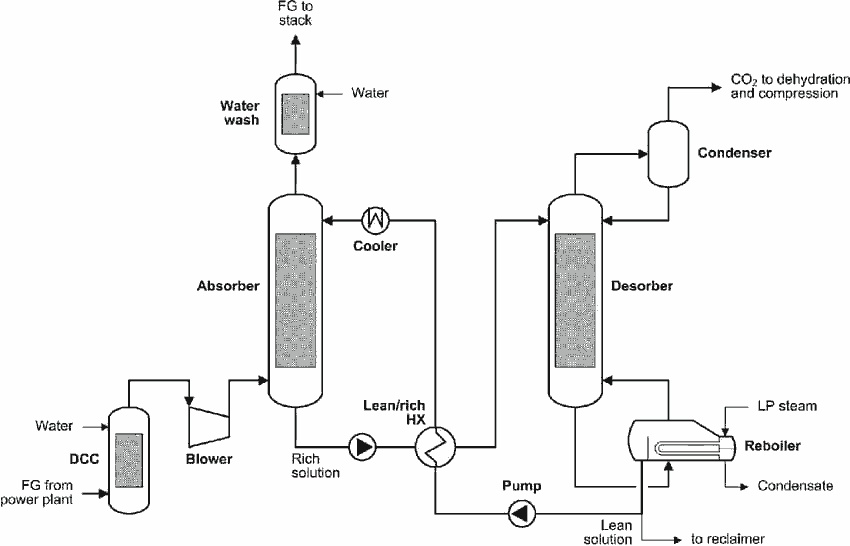 FG to
stack
Water
wash
Water
CO₂ to dehydration
and compression
Condenser
Cooler
Absorber
Desorber
Lean/rich
HX
LP steam
Water
DCC
Blower
Rich
solution
Reboiler
FG from
power plant
Pump
Condensate
Lean
solution
to reclaimer